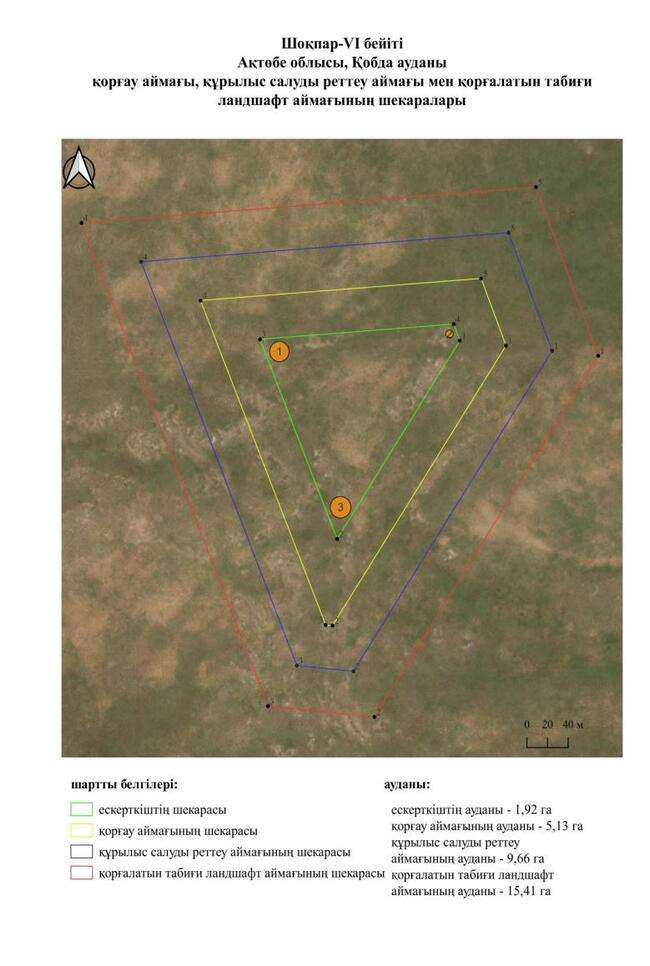 Шоқпар-VI бейіті
Ақтөбе облысы, Қобда ауданы
қорғау аймағы, құрылыс салуды реттеу аймағы мен қорғалатын табиғи
ландшафт аймағының шекаралары
1
2
3
0 20 40 м
шартты белгілері:
ескерткіштің шекарасы
қорғау аймағының шекарасы
құрылыс салуды реттеу аймағының шекарасы
қорғалатын табиғи ландшафт аймағының шекарасы
ауданы:
ескерткіштің ауданы - 1,92 га
қорғау аймағының ауданы - 5,13 га
құрылыс салуды реттеу
аймағының ауданы - 9,66 га
қорғалатын табиғи ландшафт
аймағының ауданы - 15,41 га